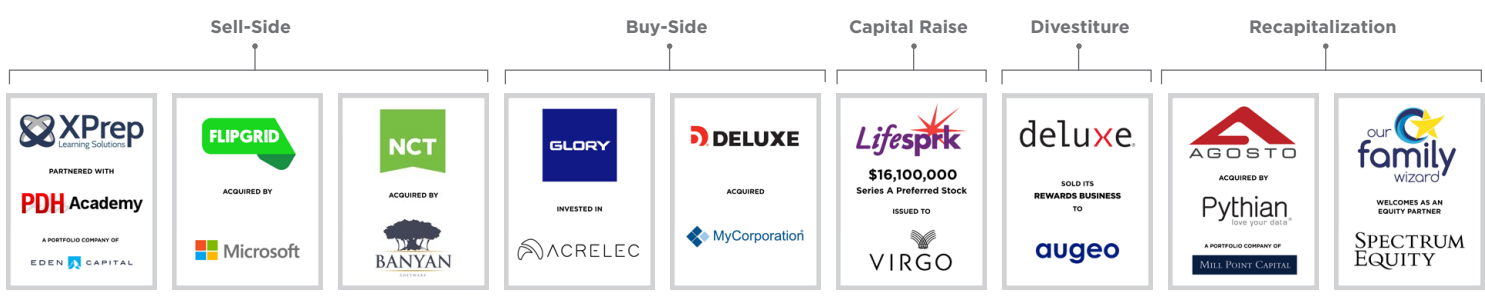 Sell-Side
Buy-Side
Capital Raise
Divestiture
Recapitalization
XPrep
Learning Solutions
PARTNERED WITH
PDH Academy
A PORTFOLIO COMPANY OF
EDEN CAPITAL
FLIPGRID
ACQUIRED BY
Microsoft
NCT
ACQUIRED BY
BANYAN
SOFTWARE
GLORY
INVESTED IN
ACRELEC
DELUXE
ACQUIRED
MyCorporation
Lifesprk
$16,100,000
Series A Preferred Stock
ISSUED TO
VIRGO
deluxe.
SOLD ITS
REWARDS BUSINESS
TO
augeo
AGOSTO
ACQUIRED BY
Pythian
love your data®
A PORTFOLIO COMPANY OF
MILL POINT CAPITAL
our
family
wizard
WELCOMES AS AN
EQUITY PARTNER
SPECTRUM
EQUITY